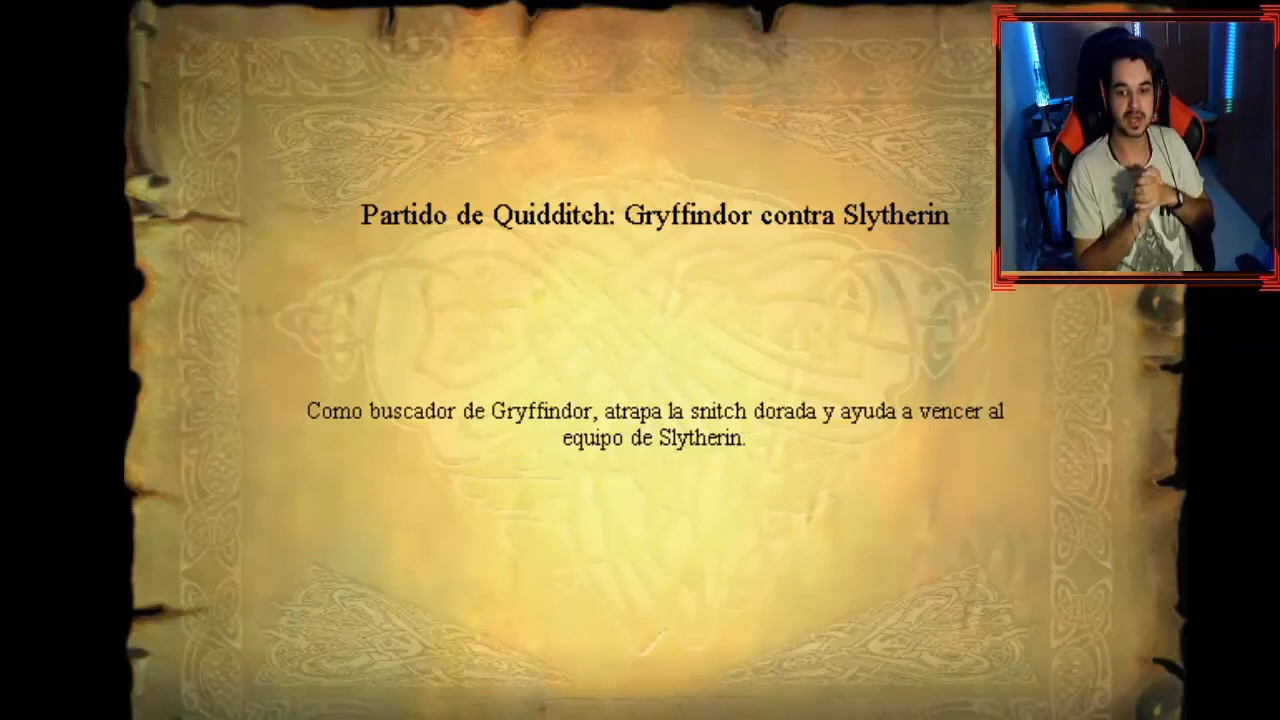 Partido de Quidditch: Gryffindor contra Slytherin
Como buscador de Gryffindor, atrapa la snitch dorada y ayuda a vencer al
equipo de Slytherin.